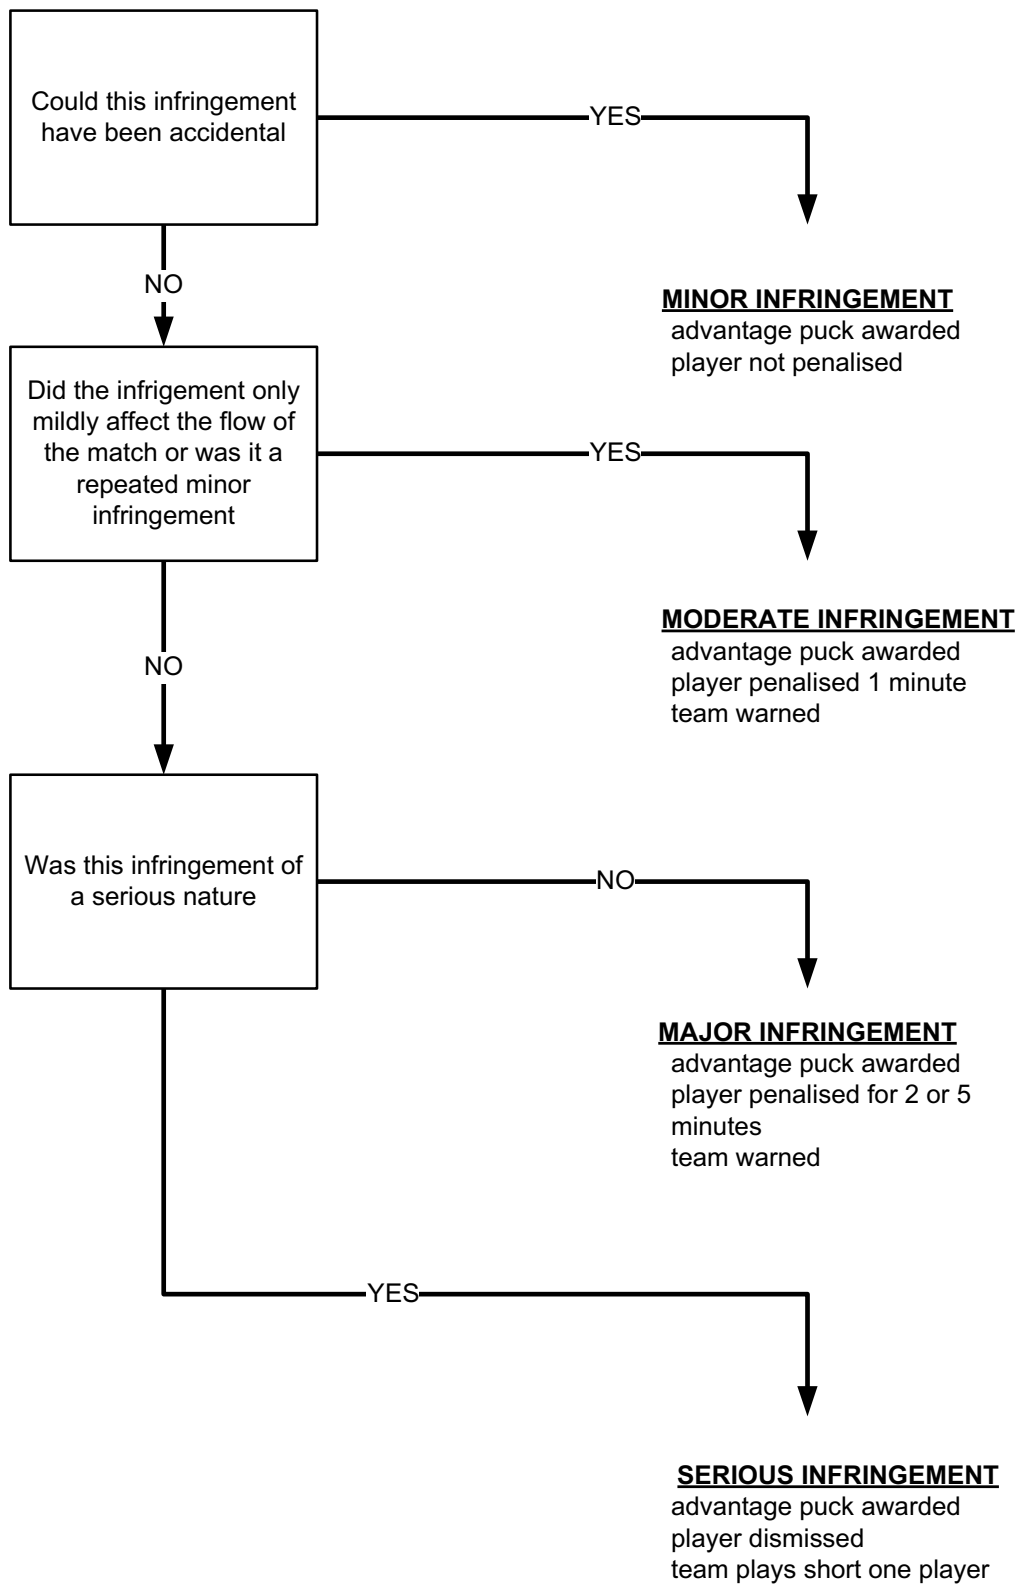 Could this infringement
have been accidental
YES
NO
MINOR INFRINGEMENT
advantage puck awarded
player not penalised
Did the infrigement only
mildly affect the flow of
the match or was it a
repeated minor
infringement
YES
NO
MODERATE INFRINGEMENT
advantage puck awarded
player penalised 1 minute
team warned
Was this infringement of
a serious nature
NO
MAJOR INFRINGEMENT
advantage puck awarded
player penalised for 2 or 5
minutes
team warned
YES
SERIOUS INFRINGEMENT
advantage puck awarded
player dismissed
team plays short one player